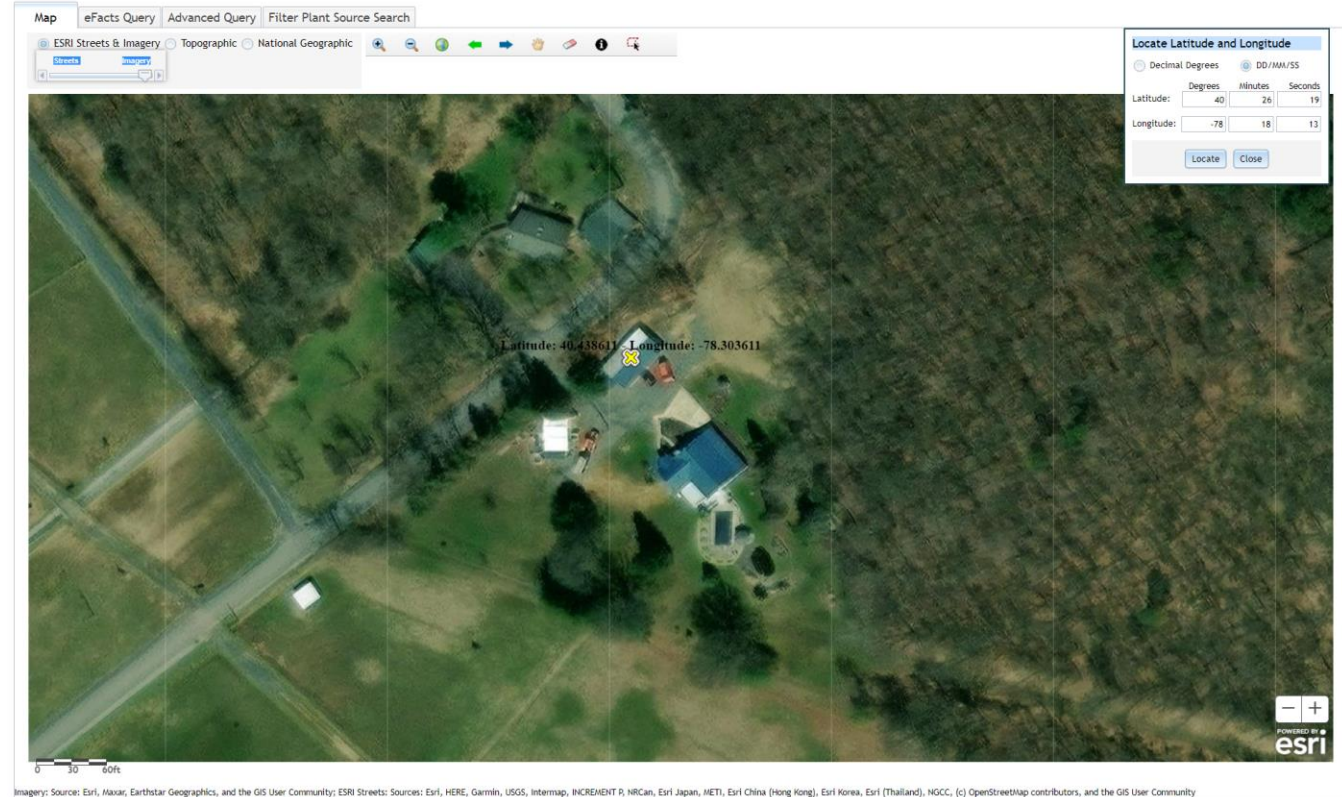 Map eFacts Query Advanced Query Filter Plant Source Search
ESRI Streets & Imagery Topographic National Geographic
Streets Imagery
Locate Latitude and Longitude
Decimal Degrees DD/MM/SS
Degrees Minutes Seconds
Latitude: 40 26 19
Longitude: -78 18 13
Locate Close
Latitude: 40.438611 - Longitude: -78.303611
POWERED BY
esri
0 30 60ft
Imagery: Source: Esri, Maxar, Earthstar Geographics, and the GIS User Community; ESRI Streets: Sources: Esri, HERE, Garmin, USGS, Intermap, INCREMENT P, NRCan, Esri Japan, METI, Esri China (Hong Kong), Esri Korea, Esri (Thailand), NGCC, (c) OpenStreetMap contributors, and the GIS User Community